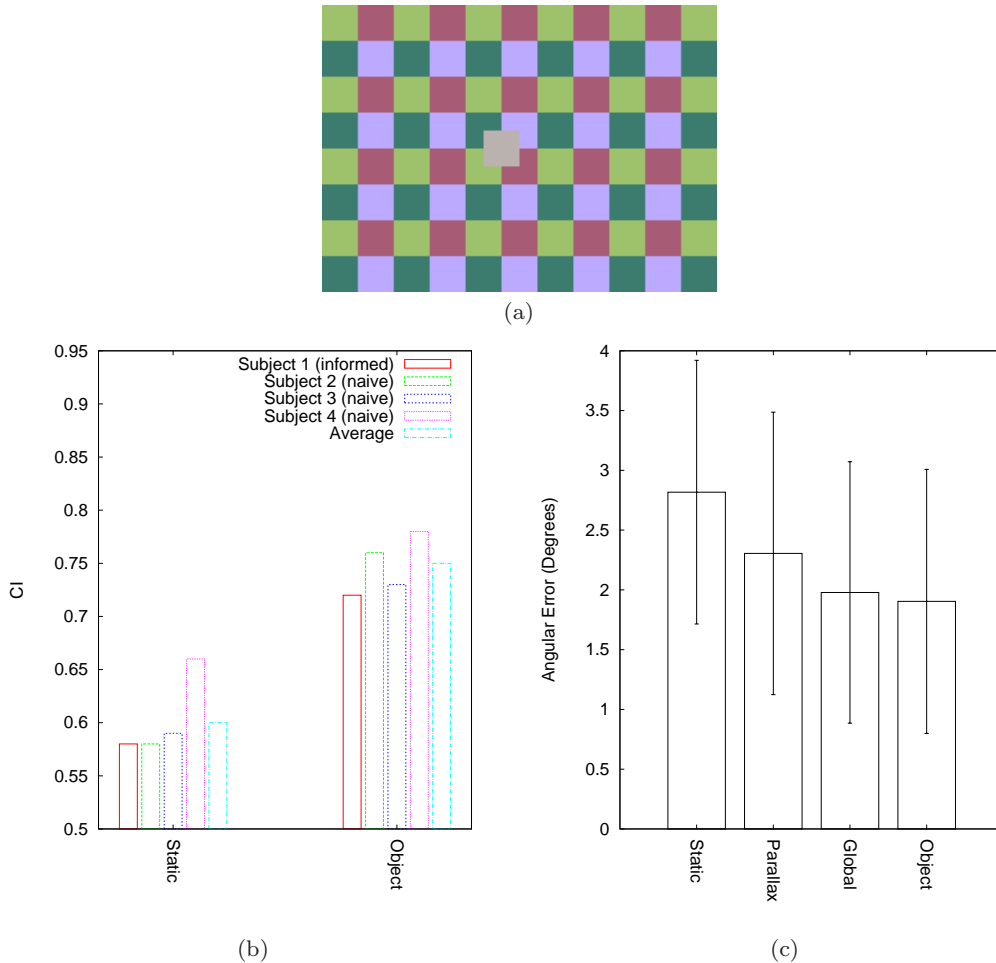 (a)
0.95
0.9
0.85
0.8
0.75
0.7
0.65
0.6
0.55
0.5
CI
Subject 1 (informed)
Subject 2 (naive)
Subject 3 (naive)
Subject 4 (naive)
Average
Static
Object
(b)
4
3.5
3
2.5
2
1.5
1
0.5
0
Angular Error (Degrees)
Static
Parallax
Global
Object
(c)